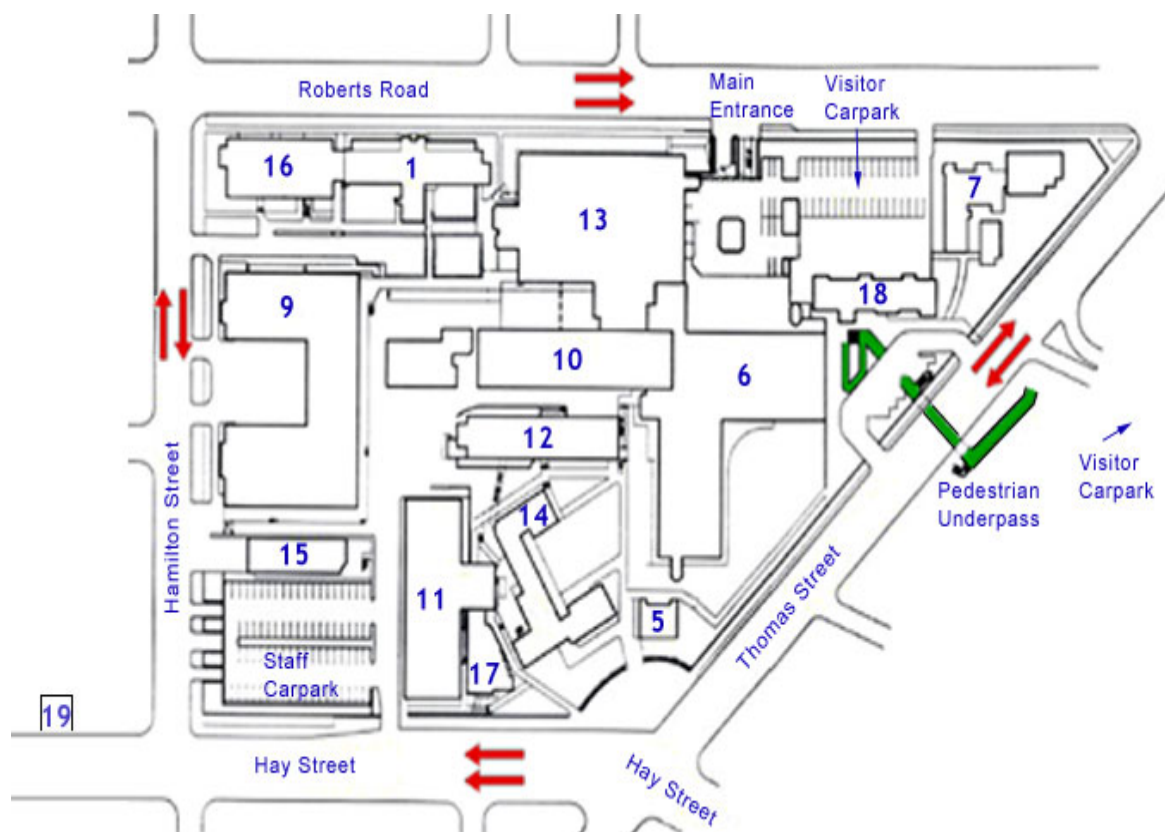 Roberts Road
Main
Entrance
Visitor
Carpark
16
1
13
7
9
18
10
6
12
Visitor
Carpark
Pedestrian
Underpass
14
Hamilton Street
15
11
5
Thomas Street
17
Staff
Carpark
19
Hay Street
Hay Street